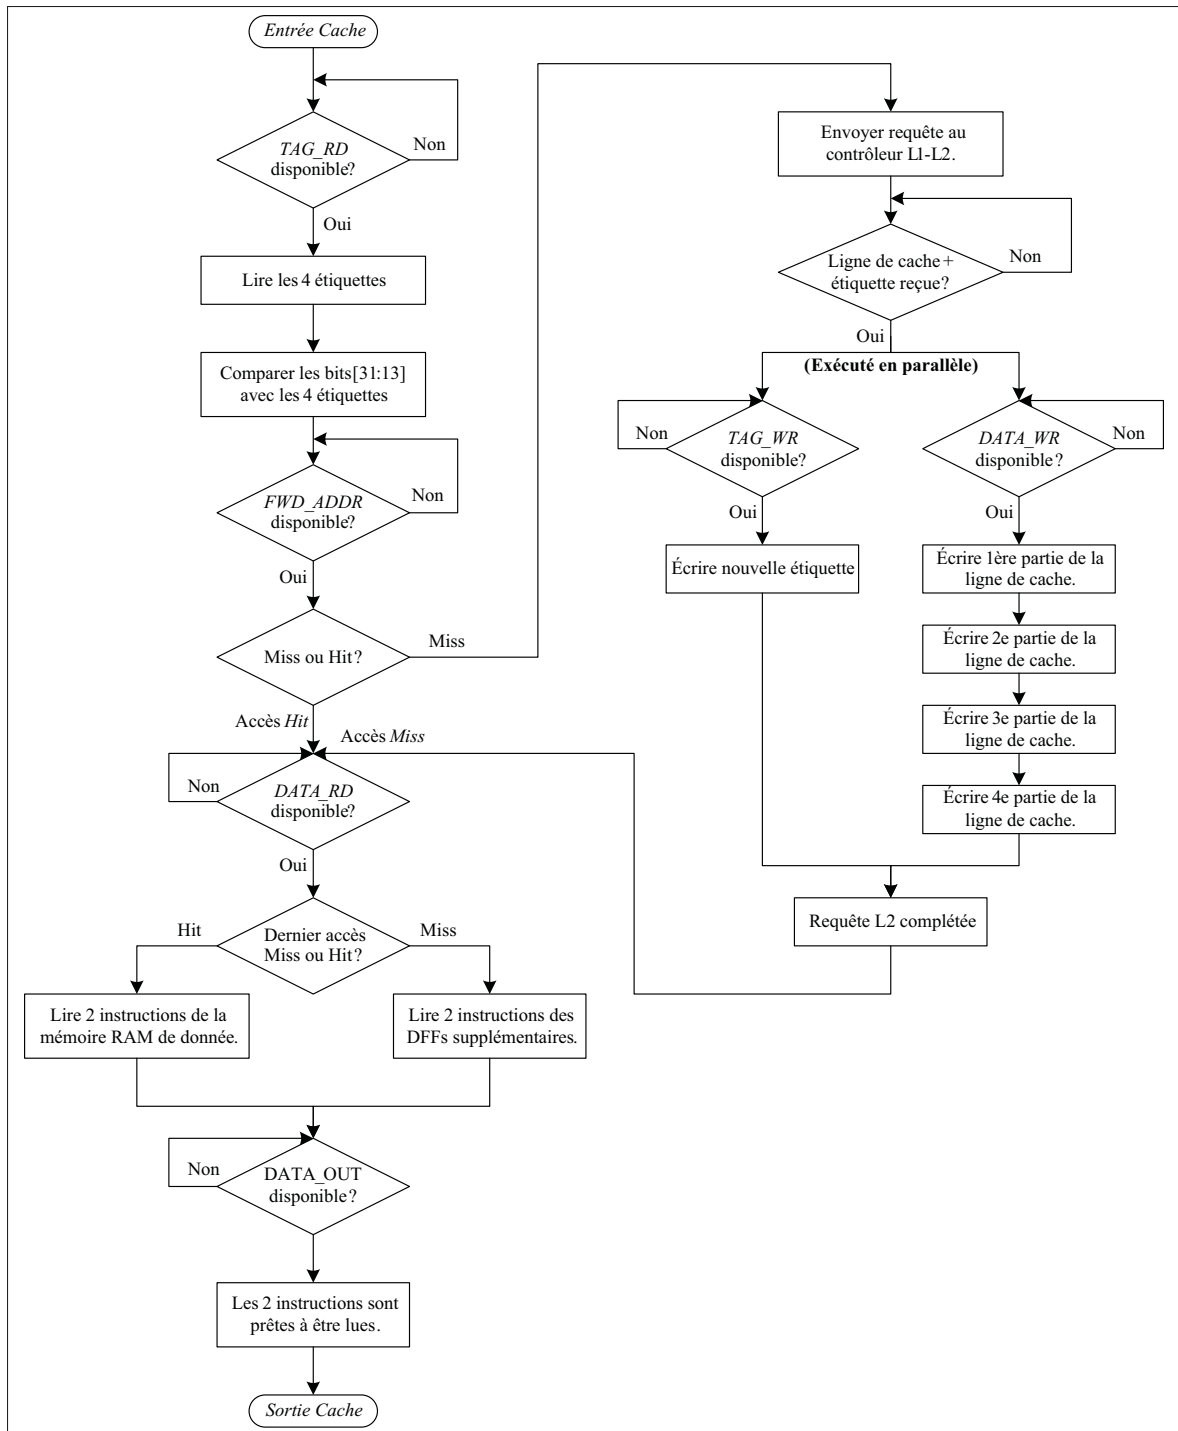 Entrée Cache
TAG_RD
disponible?
Non
Oui
Lire les 4 étiquettes
Comparer les bits[31:13]
avec les 4 étiquettes
FWD_ADDR
disponible?
Non
Oui
Miss ou Hit?
Miss
Accès Hit
Accès Miss
Non
DATA_RD
disponible?
Oui
Hit
Dernier accès
Miss ou Hit?
Miss
Lire 2 instructions de la
mémoire RAM de donnée.
Lire 2 instructions des
DFFs supplémentaires.
Non
DATA_OUT
disponible?
Les 2 instructions sont
prêtes à être lues.
Sortie Cache
Envoyer requête au
contrôleur L1-L2.
Ligne de cache+
étiquette reçue?
Non
Oui
(Exécuté en parallèle)
Non
TAG_WR
disponible?
Oui
Écrire nouvelle étiquette
DATA_WR
disponible?
Non
Oui
Écrire 1ère partie de la
ligne de cache.
Écrire 2e partie de la
ligne de cache.
Écrire 3e partie de la
ligne de cache.
Écrire 4e partie de la
ligne de cache.
Requête L2 complétée